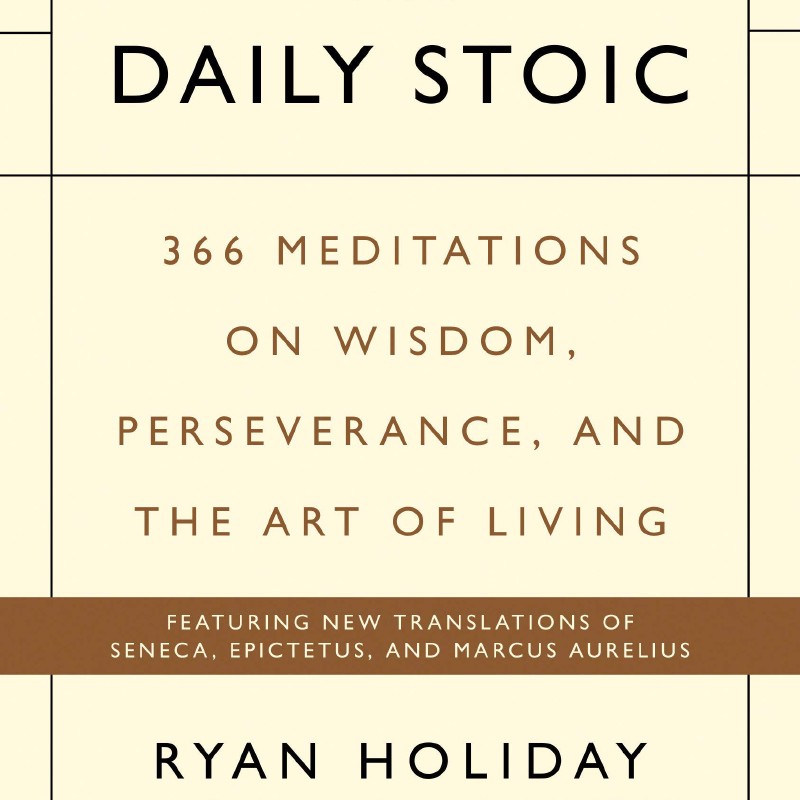 DAILY STOIC
366 MEDITATIONS
ON WISDOM,
PERSEVERANCE, AND
THE ART OF LIVING
FEATURING NEW TRANSLATIONS OF
SENECA, EPICTETUS, AND MARCUS AURELIUS
RYAN HOLIDAY